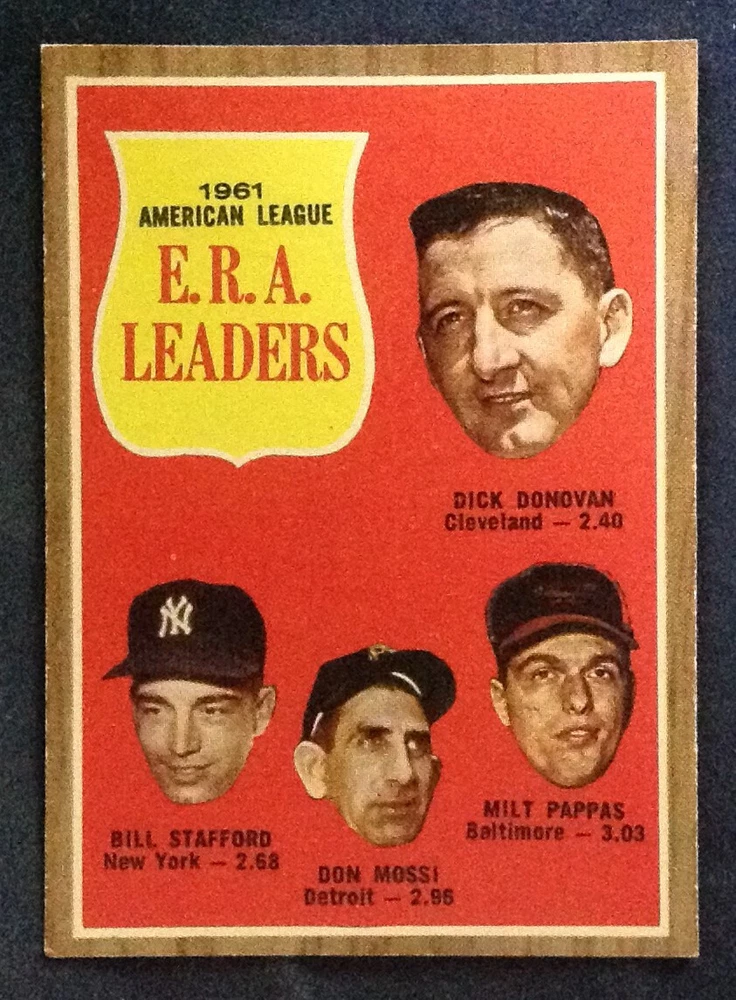 1961
AMERICAN LEAGUE
E.R.A.
LEADERS
DICK DONOVAN
Cleveland — 2.40
NY
BILL STAFFORD
New York — 2.68
DON MOSSI
Detroit — 2.96
MILT PAPPAS
Baltimore — 3.03